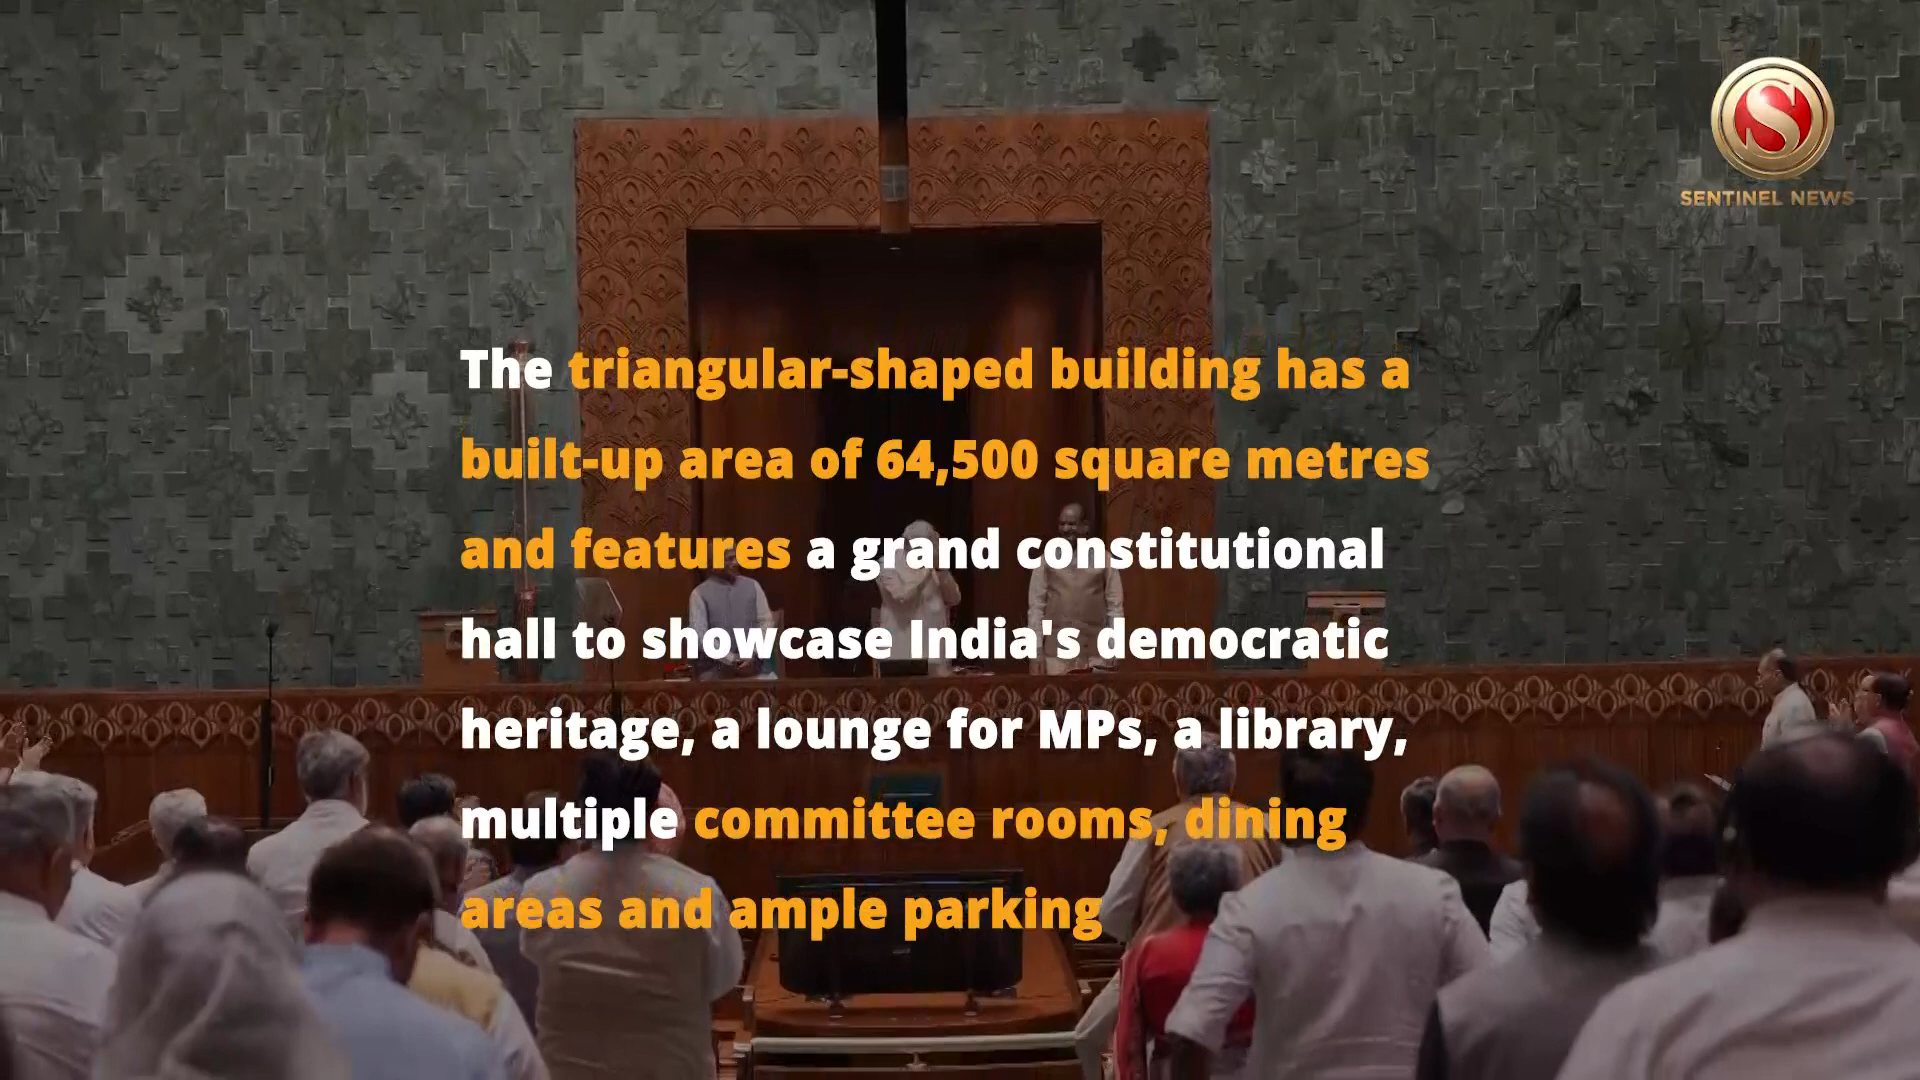 SENTINEL NEWS
The triangular-shaped building has a
built-up area of 64,500 square metres
and features a grand constitutional
hall to showcase India's democratic
heritage, a lounge for MPs, a library,
multiple committee rooms, dining
areas and ample parking